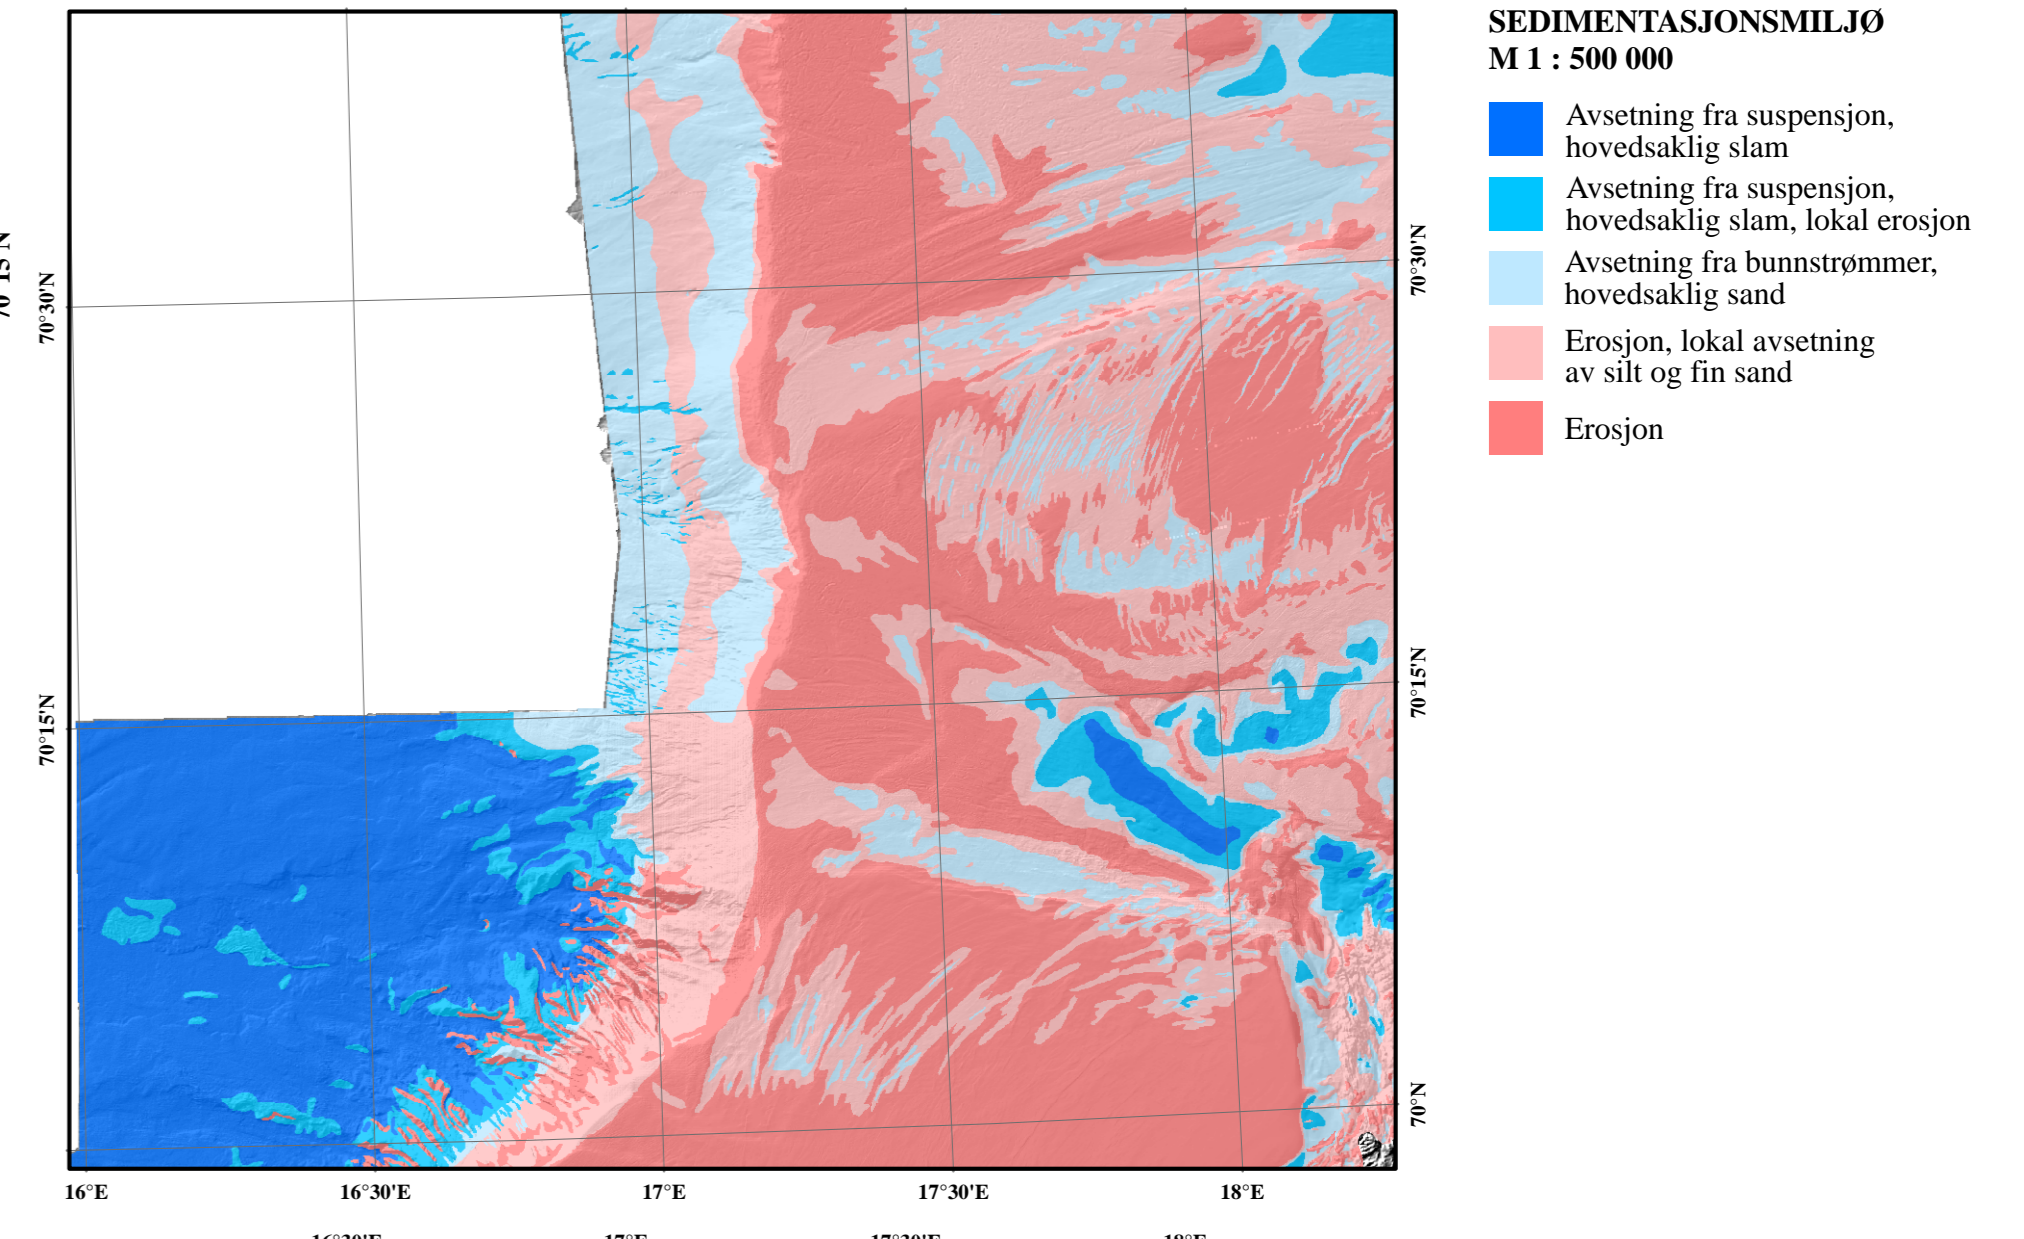 SEDIMENTASJONSMILJØ
M 1 : 500 000
Avsetning fra suspensjon,
hovedsaklig slam
Avsetning fra suspensjon,
hovedsaklig slam, lokal erosjon
Avsetning fra bunnstrømmer,
hovedsaklig sand
Erosjon, lokal avsetning
av silt og fin sand
Erosjon
70°30'N
70°15'N
70°30'N
70°15'N
70°N
16°E
16°30'E
17°E
17°30'E
18°E